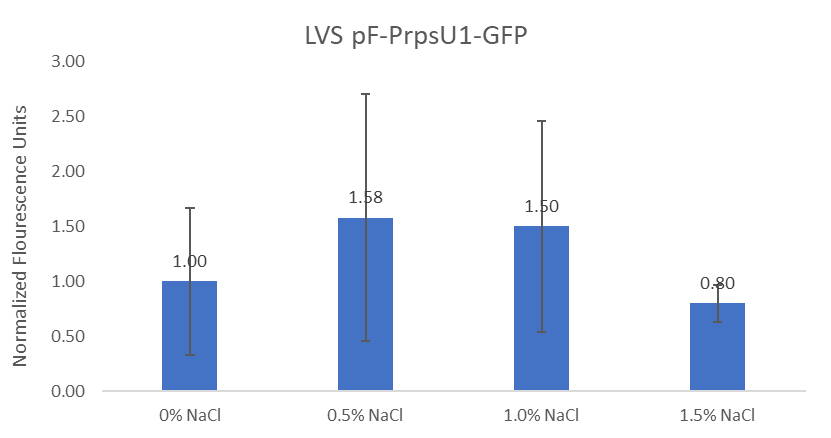 LVS pF-PrpsU1-GFP
Normalized Flourescence Units
3.00
2.50
2.00
1.50
1.00
0.50
0.00
1.00
1.58
1.50
0.80
0% NaCl
0.5% NaCl
1.0% NaCl
1.5% NaCl